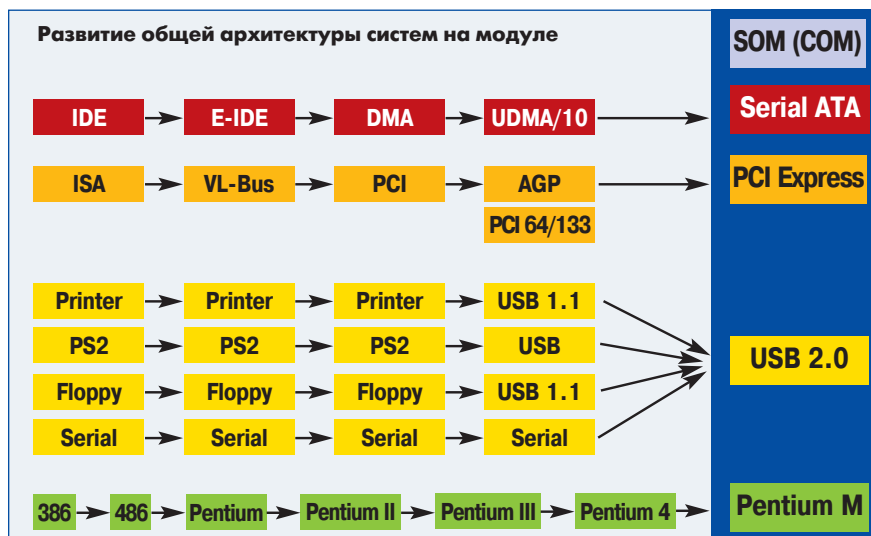 Развитие общей архитектуры систем на модуле
SOM (COM)
IDE E-IDE DMA UDMA/10 Serial ATA
ISA VL-Bus PCI AGP PCI Express
PCI 64/133
Printer Printer Printer USB 1.1
PS2 PS2 PS2 USB
USB 2.0
Floppy Floppy Floppy USB 1.1
Serial Serial Serial Serial
386 486 Pentium Pentium II Pentium III Pentium 4 Pentium M